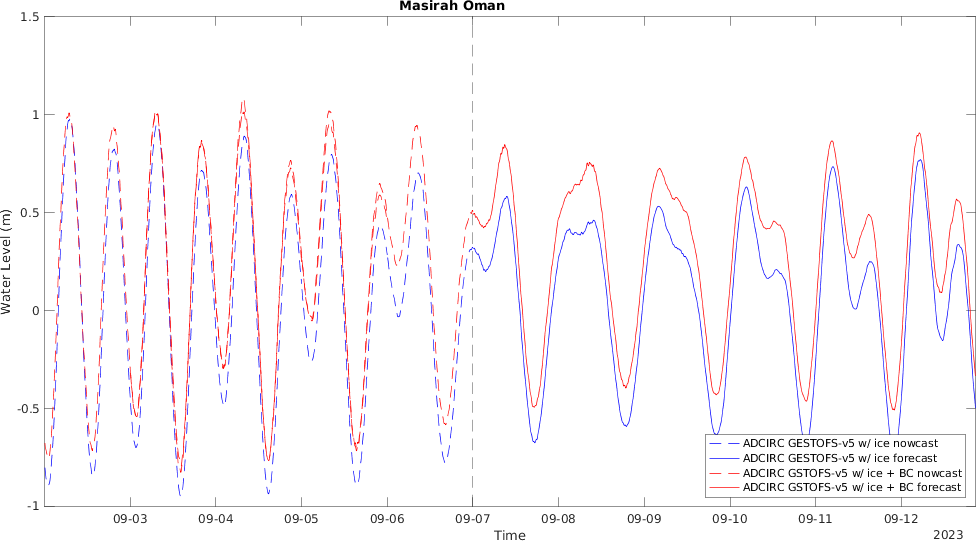 Masirah Oman
1.5
1
0.5
0
-0.5
-1
Water Level (m)
09-03
09-04
09-05
09-06
09-07
09-08
09-09
09-10
09-11
09-12
Time
2023
ADCIRC GESTOFS-v5 w/ ice nowcast
ADCIRC GESTOFS-v5 w/ ice forecast
ADCIRC GSTOFS-v5 w/ ice + BC nowcast
ADCIRC GSTOFS-v5 w/ ice + BC forecast